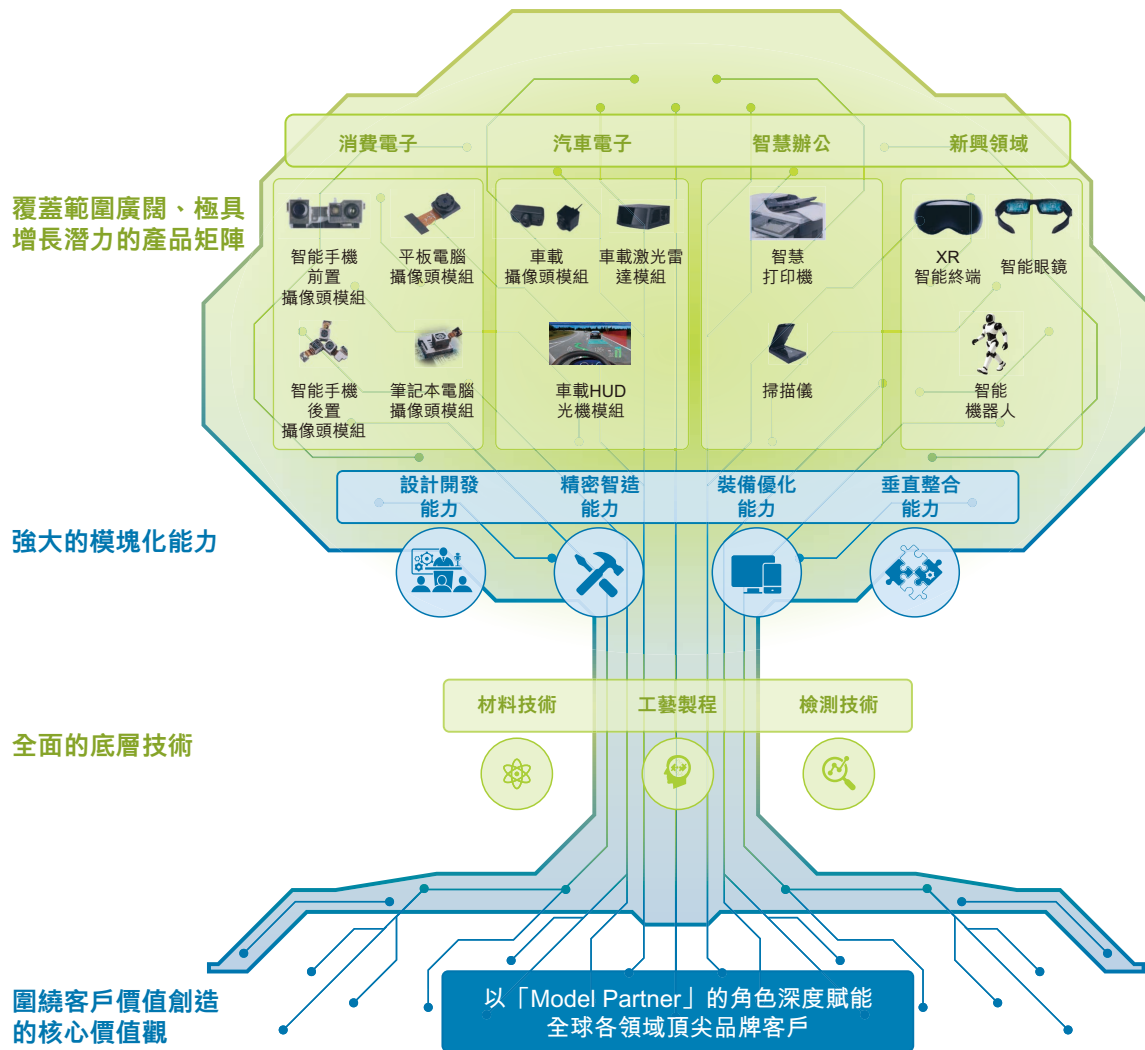 消費電子
汽車電子
智慧辦公
新興領域
覆蓋範圍廣闊、極具
增長潛力的產品矩陣
智能手機
前置
攝像頭模組
平板電腦
攝像頭模組
車載
攝像頭模組
車載激光雷
達模組
智慧
打印機
XR
智能終端
智能眼鏡
智能手機
後置
攝像頭模組
筆記本電腦
攝像頭模組
車載HUD
光機模組
掃描儀
智能
機器人
強大的模塊化能力
設計開發
能力
精密智造
能力
裝備優化
能力
垂直整合
能力
全面的底層技術
材料技術
工藝製程
檢測技術
圍繞客戶價值創造
的核心價值觀
以「Model Partner」的角色深度賦能
全球各領域頂尖品牌客戶